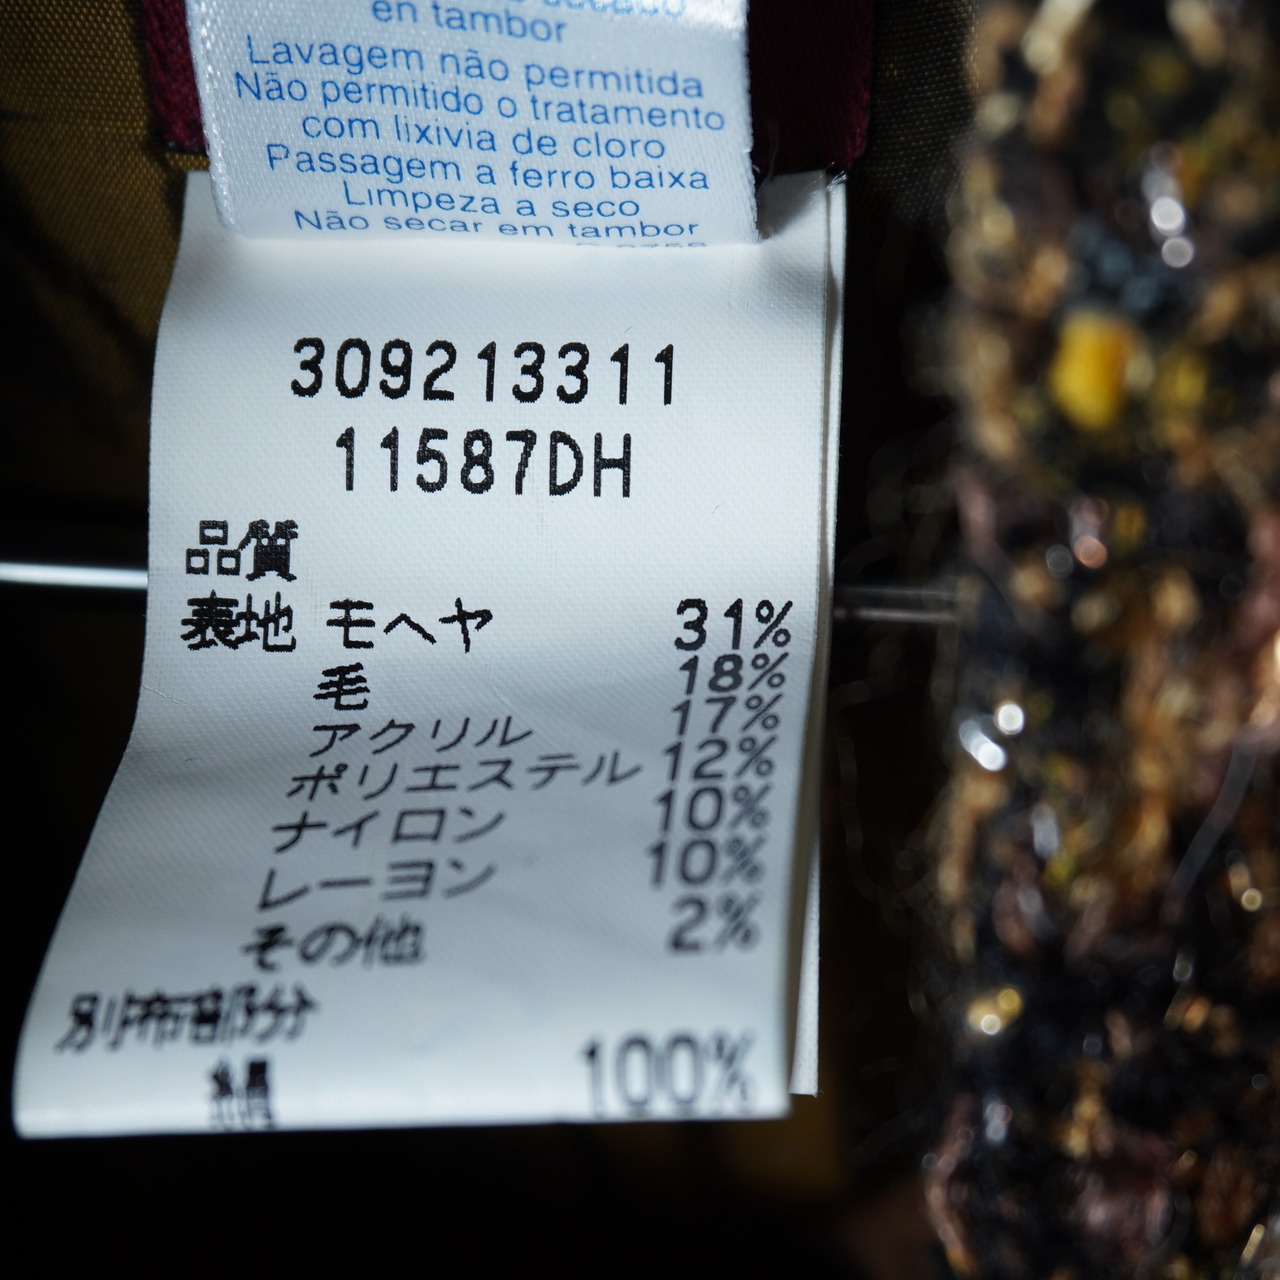 en tambor
Lavagem não permitida
Não permitido o tratamento
com lixivia de cloro
Passagem a ferro baixa
Limpeza a seco
Não secar em tambor
309213311
11587DH
品質
表地 モヘヤ 31%
毛 18%
アクリル 17%
ポリエステル 12%
ナイロン 10%
レーヨン 10%
その他 2%
別布部分
絹 100%